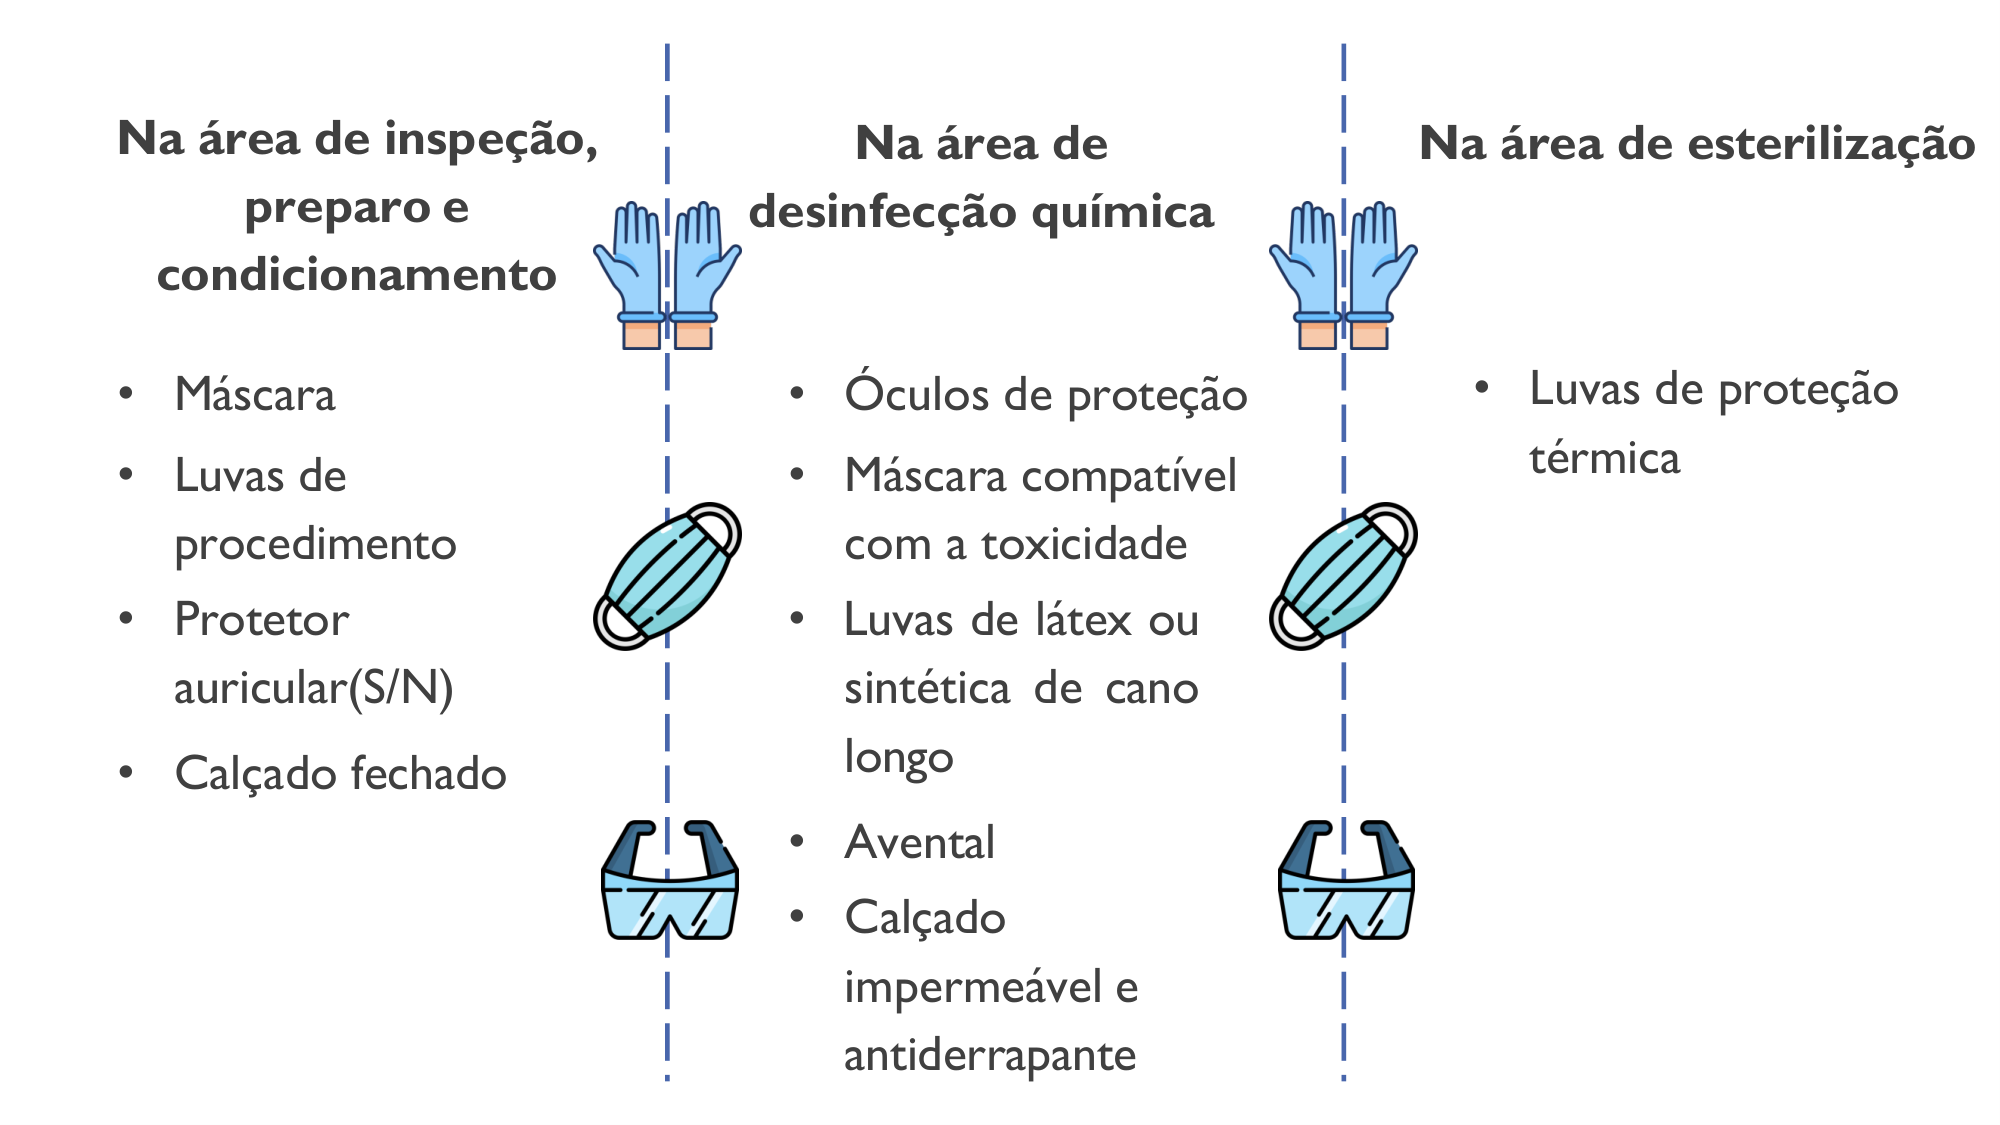 Na área de inspeção,
preparo e
condicionamento
• Máscara
• Luvas de
procedimento
• Protetor
auricular(S/N)
• Calçado fechado
Na área de
desinfecção química
• Óculos de proteção
• Máscara compatível
com a toxicidade
• Luvas de látex ou
sintética de cano
longo
• Avental
• Calçado
impermeável e
antiderrapante
Na área de esterilização
• Luvas de proteção
térmica